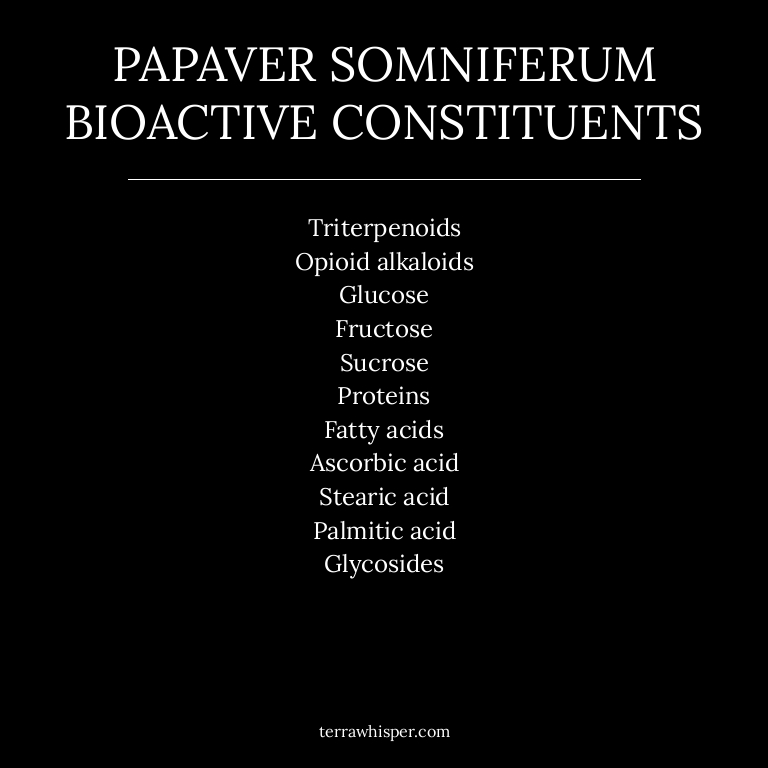 PAPAVER SOMNIFERUM
BIOACTIVE CONSTITUENTS
Triterpenoids
Opioid alkaloids
Glucose
Fructose
Sucrose
Proteins
Fatty acids
Ascorbic acid
Stearic acid
Palmitic acid
Glycosides
terrawhisper.com